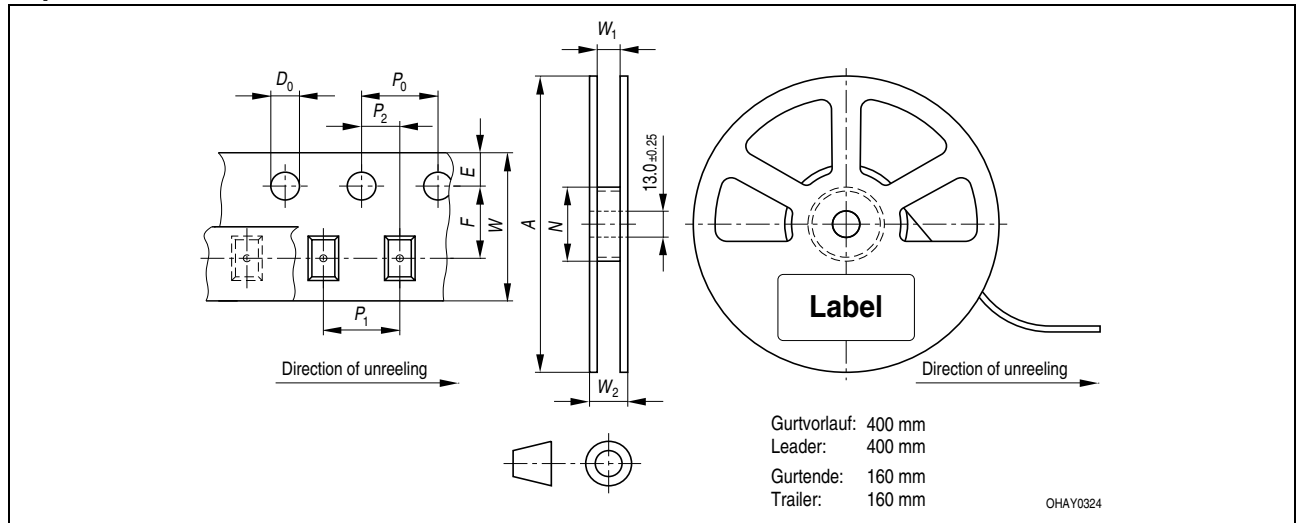 W₁
D₀
P₀
P₂
E
F
W
A
N
13.0 ±0.25
P₁
Label
Direction of unreeling
Direction of unreeling
W₂
Gurtvorlauf: 400 mm
Leader: 400 mm
Gurtende: 160 mm
Trailer: 160 mm
OHAY0324